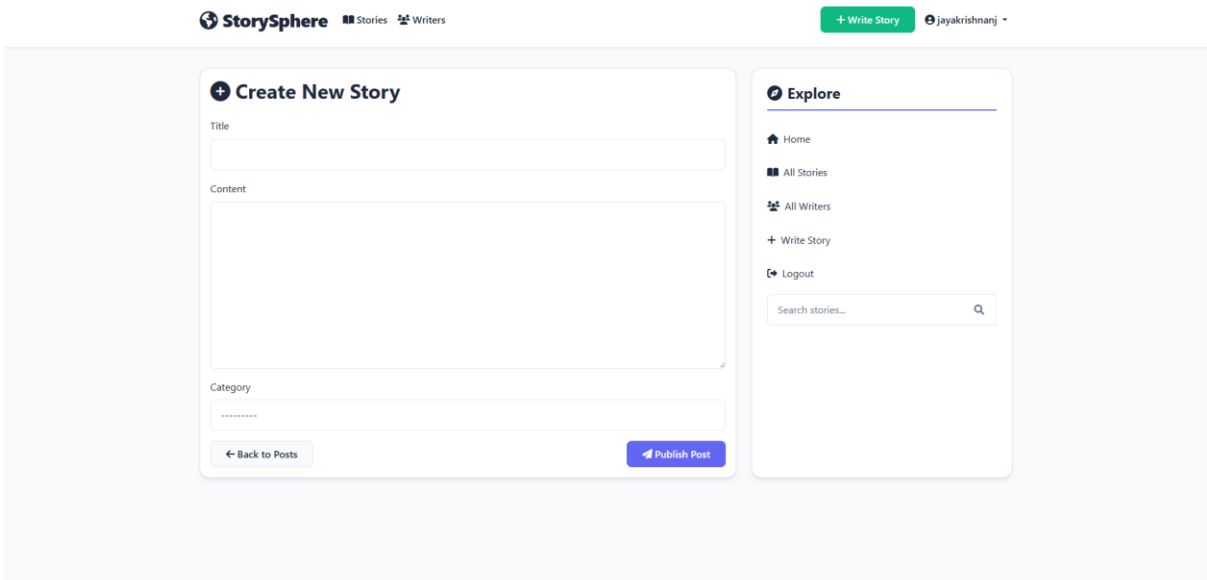 StorySphere Stories Writers + Write Story jayakrishnanj
Create New Story
Title
Content
Category
---------
Back to Posts Publish Post
Explore
Home
All Stories
All Writers
+ Write Story
Logout
Search stories...